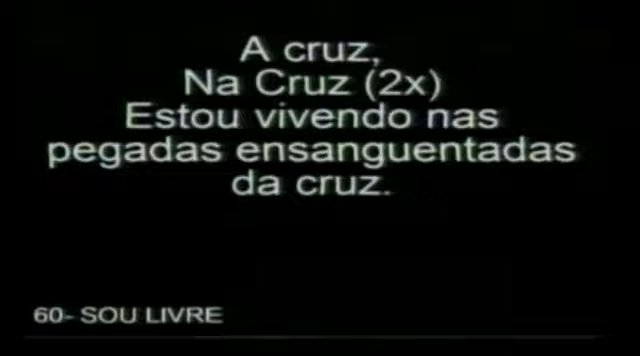 A cruz,
Na Cruz (2x)
Estou vivendo nas
pegadas ensanguentadas
da cruz.
60- SOU LIVRE